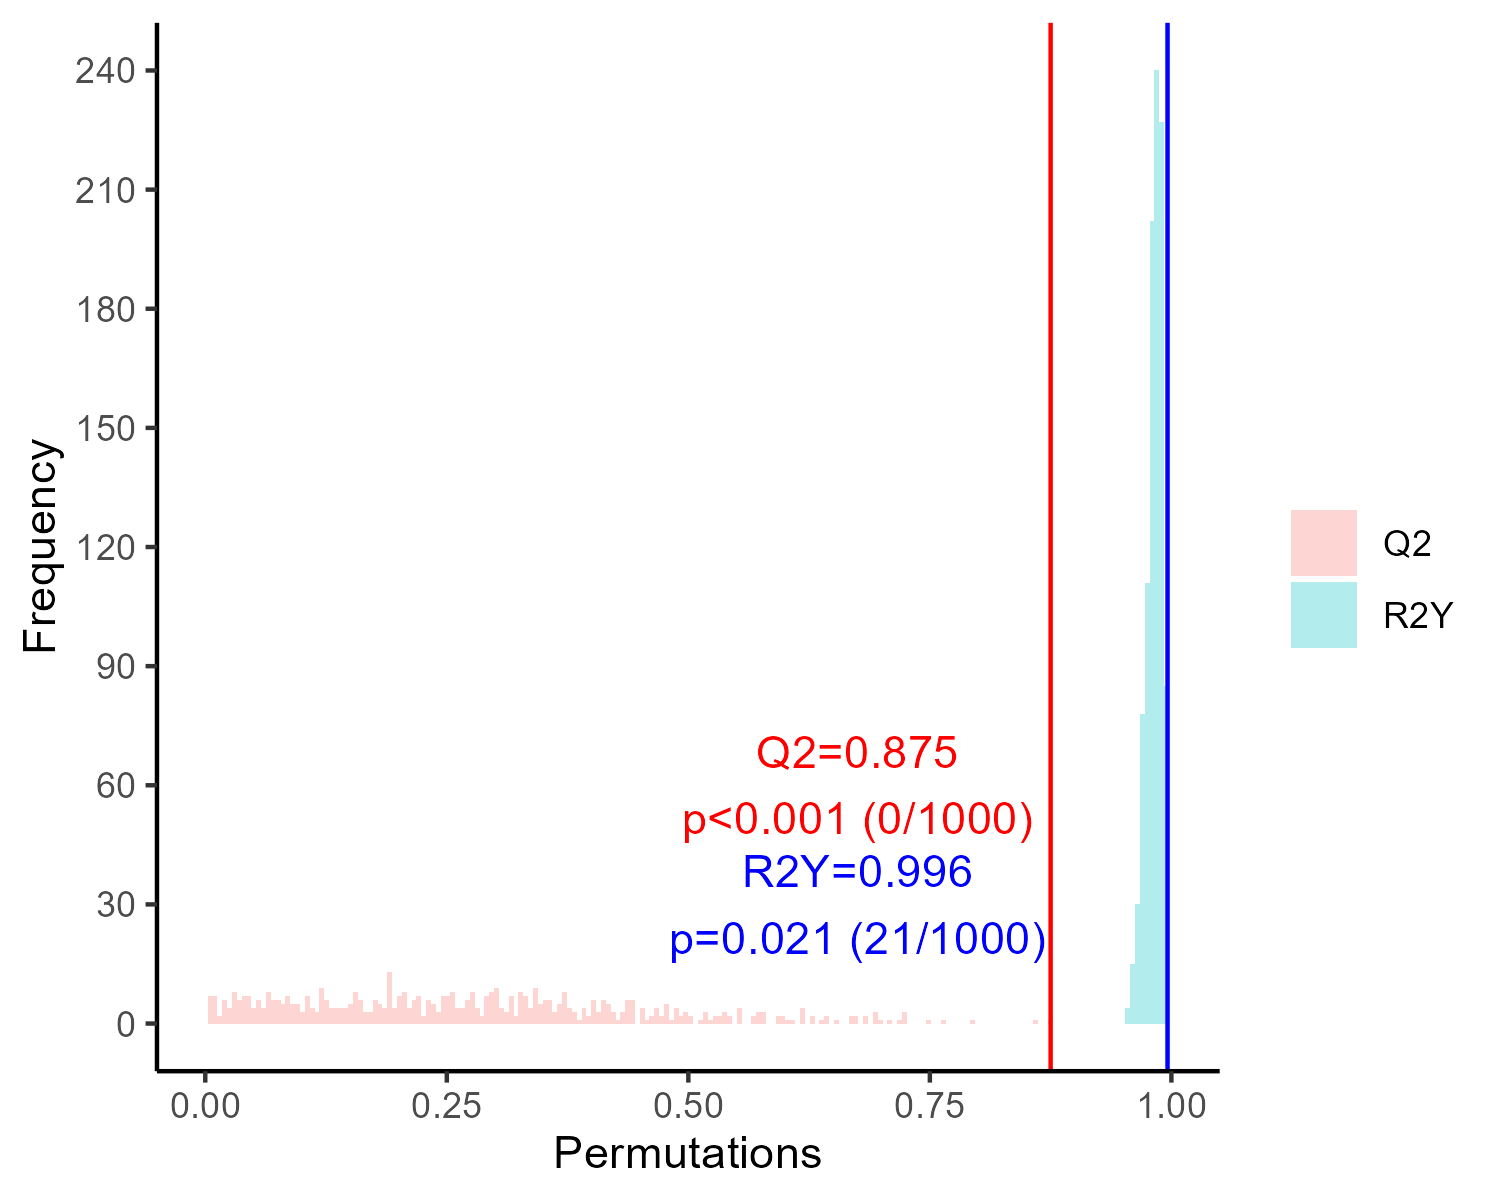 240
210
180
150
120
90
60
30
0
Frequency
Q2=0.875
p<0.001 (0/1000)
R2Y=0.996
p=0.021 (21/1000)
0.00 0.25 0.50 0.75 1.00
Permutations
Q2
R2Y